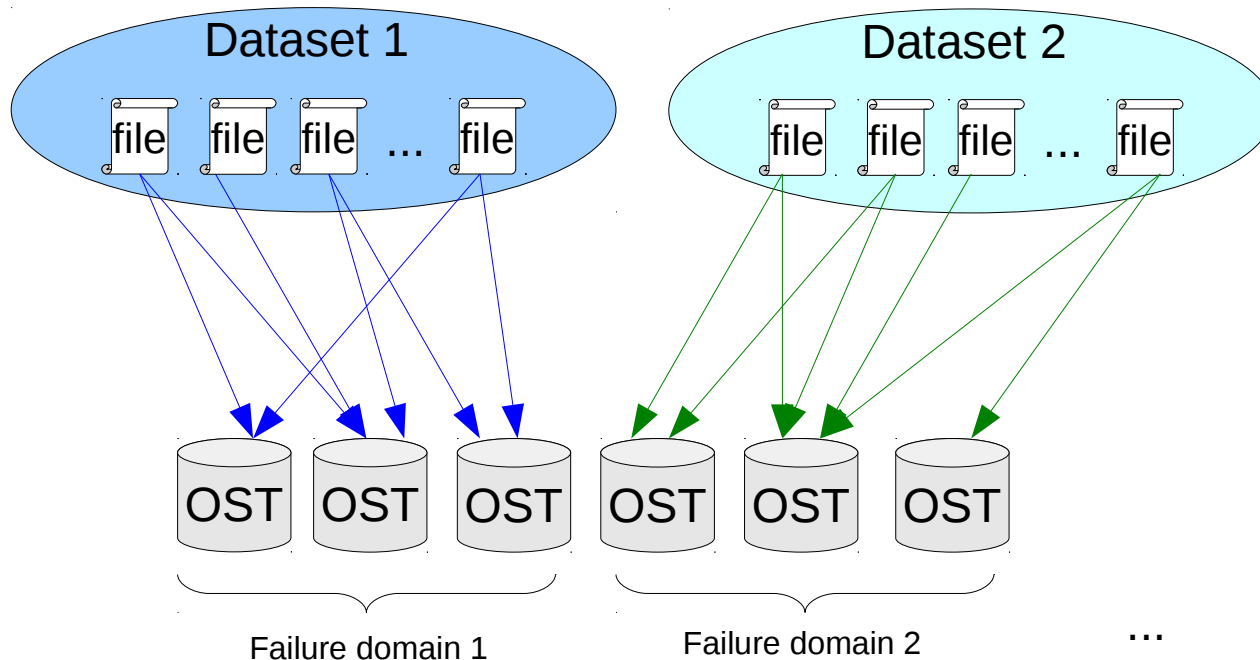 Dataset 1
Dataset 2
file file file ... file
file file file ... file
OST OST OST OST OST OST
Failure domain 1
Failure domain 2
...